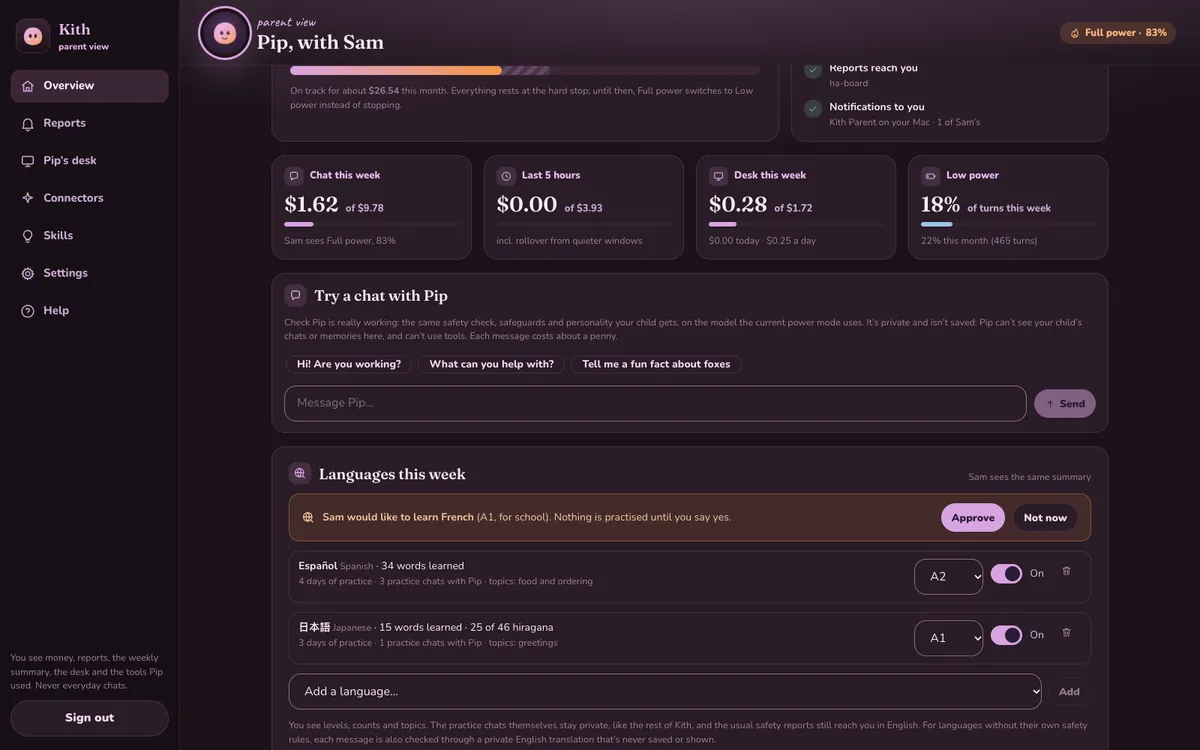 Kith
parent view
Overview
Reports
Pip's desk
Connectors
Skills
Settings
Help
You see money, reports, the weekly
summary, the desk and the tools Pip
used. Never everyday chats.
Sign out
parent view
Pip, with Sam
Full power · 83%
On track for about $26.54 this month. Everything rests at the hard stop; until then, Full power switches to Low
power instead of stopping.
Reports reach you
ha-board
Notifications to you
Kith Parent on your Mac · 1 of Sam's
Chat this week
$1.62 of $9.78
Sam sees Full power, 83%
Last 5 hours
$0.00 of $3.93
incl. rollover from quieter windows
Desk this week
$0.28 of $1.72
$0.00 today · $0.25 a day
Low power
18% of turns this week
22% this month (465 turns)
Try a chat with Pip
Check Pip is really working: the same safety check, safeguards and personality your child gets, on the model the current power mode uses. It's private and isn't saved: Pip can't see your child's
chats or memories here, and can't use tools. Each message costs about a penny.
Hi! Are you working?
What can you help with?
Tell me a fun fact about foxes
Message Pip...
↑ Send
Languages this week
Sam sees the same summary
Sam would like to learn French (A1, for school). Nothing is practised until you say yes.
Approve
Not now
Español Spanish · 34 words learned
4 days of practice · 3 practice chats with Pip · topics: food and ordering
A2
On
日本語 Japanese · 15 words learned · 25 of 46 hiragana
3 days of practice · 1 practice chats with Pip · topics: greetings
A1
On
Add a language...
Add
You see levels, counts and topics. The practice chats themselves stay private, like the rest of Kith, and the usual safety reports still reach you in English. For languages without their own safety
rules, each message is also checked through a private English translation that's never saved or shown.